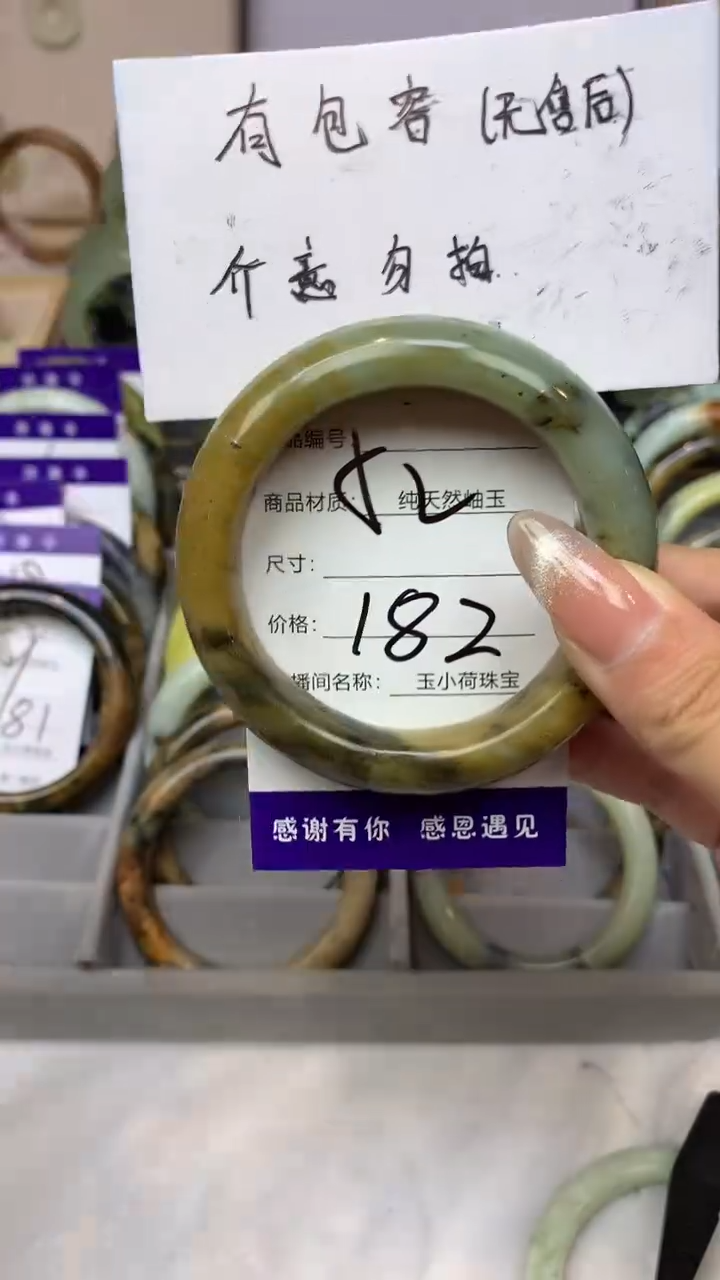 有包容（无售后）
介意勿拍
品编号
商品材质： 纯天然岫玉
尺寸：
价格： 182
播间名称： 玉小荷珠宝
感谢有你 感恩遇见
81